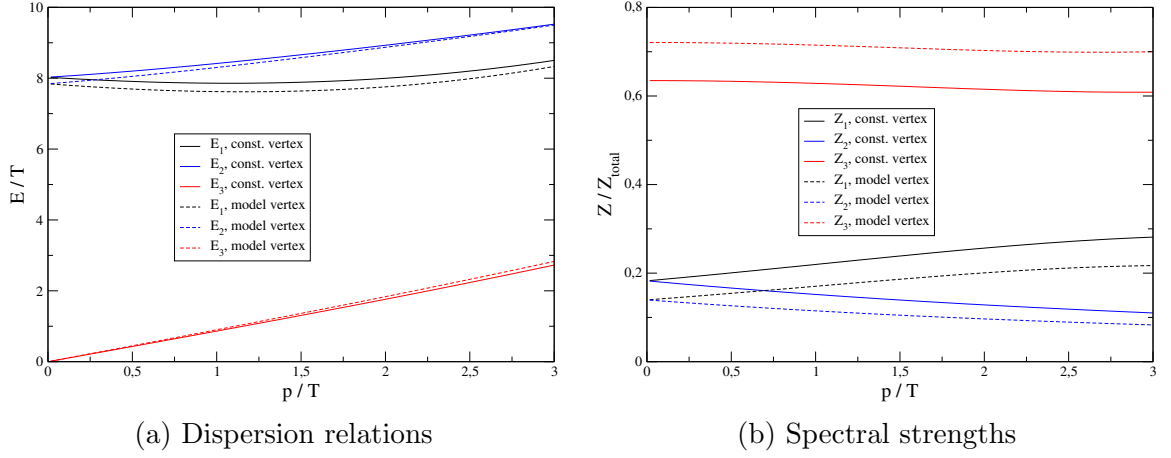 10
8
6
4
2
0
E / T
E₁, const. vertex
E₂, const. vertex
E₃, const. vertex
E₁, model vertex
E₂, model vertex
E₃, model vertex
0 0,5 1 1,5 2 2,5 3
p / T
(a) Dispersion relations
0,8
0,6
0,4
0,2
0
Z / Z_total
Z₁, const. vertex
Z₂, const. vertex
Z₃, const. vertex
Z₁, model vertex
Z₂, model vertex
Z₃, model vertex
0 0,5 1 1,5 2 2,5 3
p / T
(b) Spectral strengths